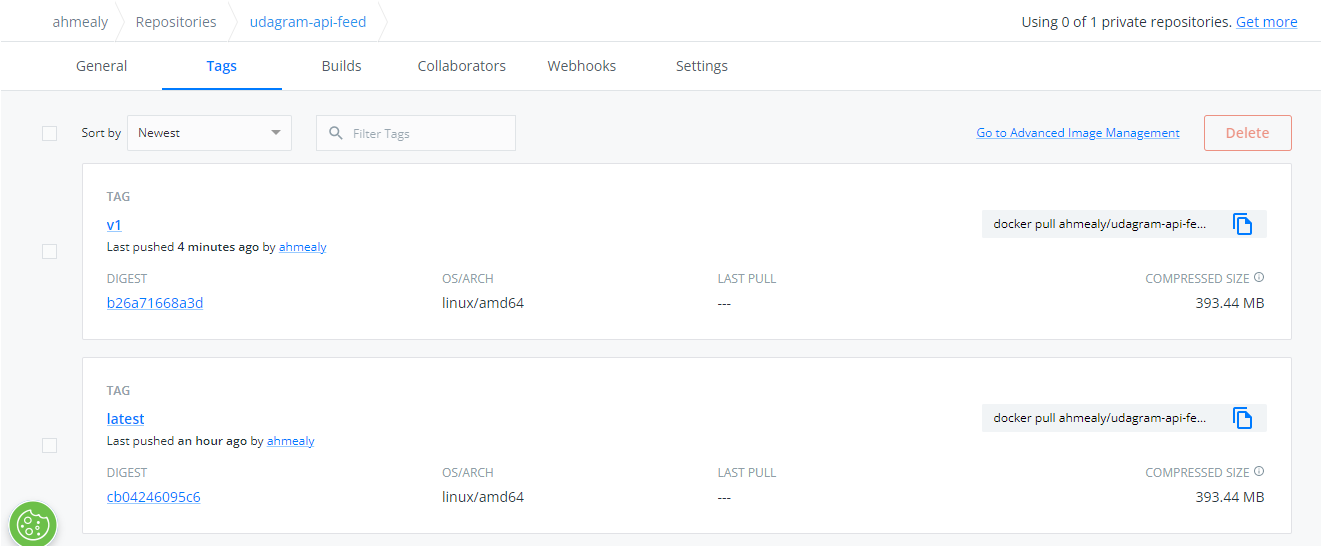 ahmealy Repositories udagram-api-feed Using 0 of 1 private repositories. Get more
General Tags Builds Collaborators Webhooks Settings
Sort by Newest Filter Tags Go to Advanced Image Management Delete
TAG
v1 docker pull ahmealy/udagram-api-fe...
Last pushed 4 minutes ago by ahmealy
DIGEST OS/ARCH LAST PULL COMPRESSED SIZE
b26a71668a3d linux/amd64 --- 393.44 MB
TAG
latest docker pull ahmealy/udagram-api-fe...
Last pushed an hour ago by ahmealy
DIGEST OS/ARCH LAST PULL COMPRESSED SIZE
cb04246095c6 linux/amd64 --- 393.44 MB